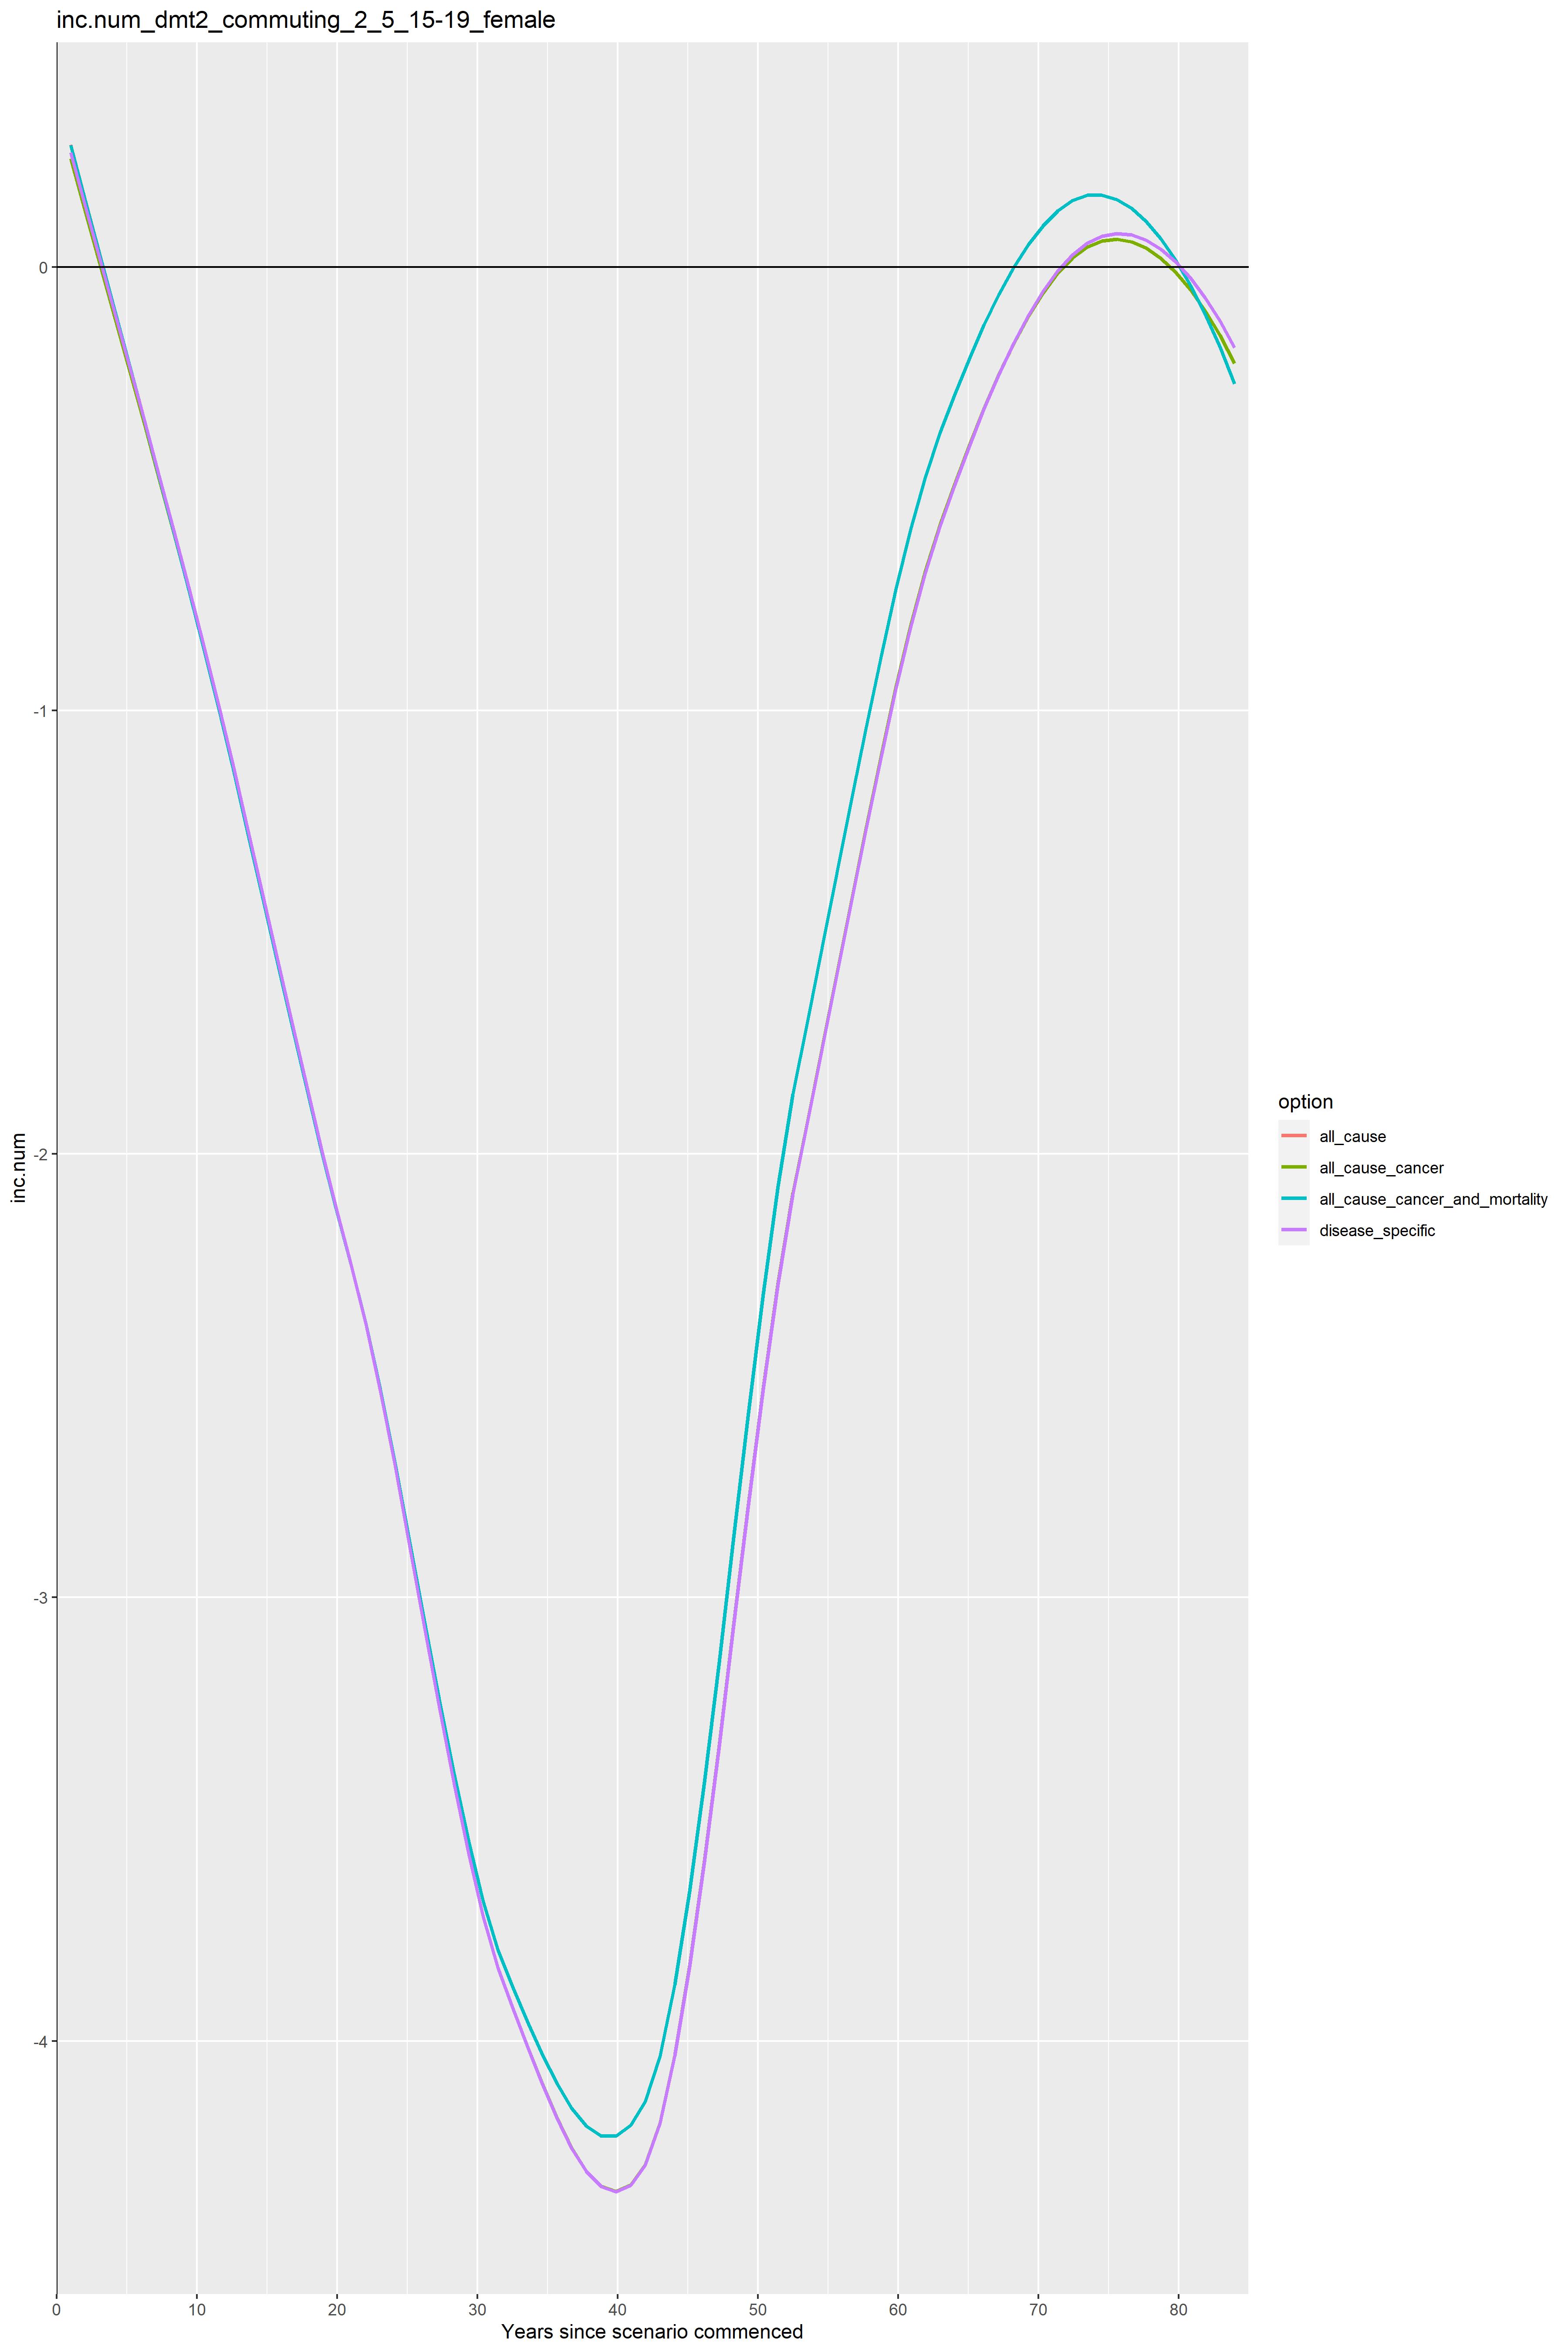 inc.num_dmt2_commuting_2_5_15-19_female
inc.num
0
-1
-2
-3
-4
0 10 20 30 40 50 60 70 80
Years since scenario commenced
option
all_cause
all_cause_cancer
all_cause_cancer_and_mortality
disease_specific